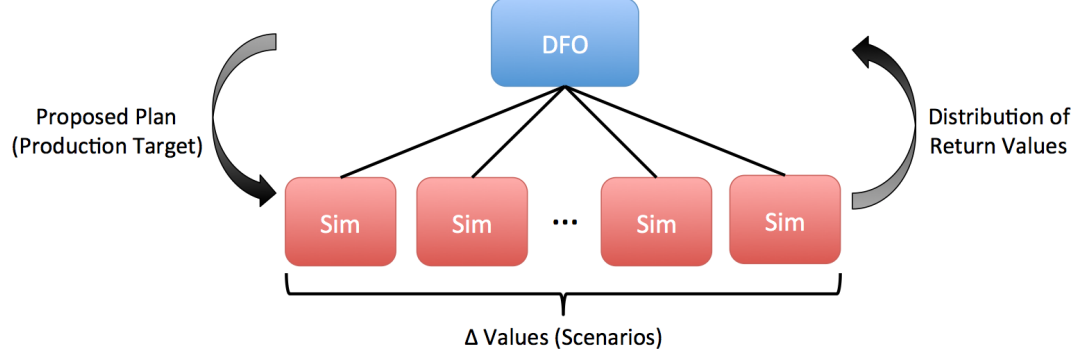 DFO
Proposed Plan
(Production Target)
Distribution of
Return Values
Sim
Sim
...
Sim
Sim
Δ Values (Scenarios)